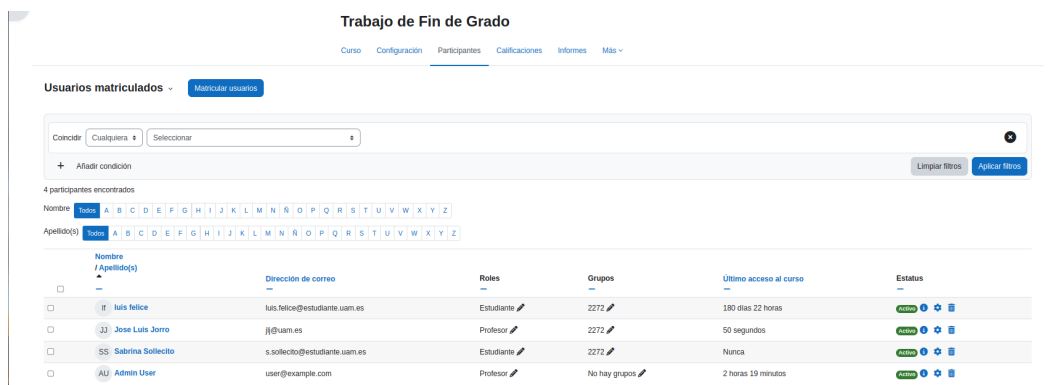 Trabajo de Fin de Grado
Curso Configuración Participantes Calificaciones Informes Más
Usuarios matriculados Matricular usuarios
Coincidir Cualquiera Seleccionar
+ Añadir condición Limpiar filtros Aplicar filtros
4 participantes encontrados
Nombre Todos A B C D E F G H I J K L M N Ñ O P Q R S T U V W X Y Z
Apellido(s) Todos A B C D E F G H I J K L M N Ñ O P Q R S T U V W X Y Z
Nombre
/ Apellido(s) Dirección de correo Roles Grupos Último acceso al curso Estatus
lf luis felice luis.felice@estudiante.uam.es Estudiante 2272 180 días 22 horas Activo
JJ Jose Luis Jorro jlj@uam.es Profesor 2272 50 segundos Activo
SS Sabrina Sollecito s.sollecito@estudiante.uam.es Estudiante 2272 Nunca Activo
AU Admin User user@example.com Profesor No hay grupos 2 horas 19 minutos Activo